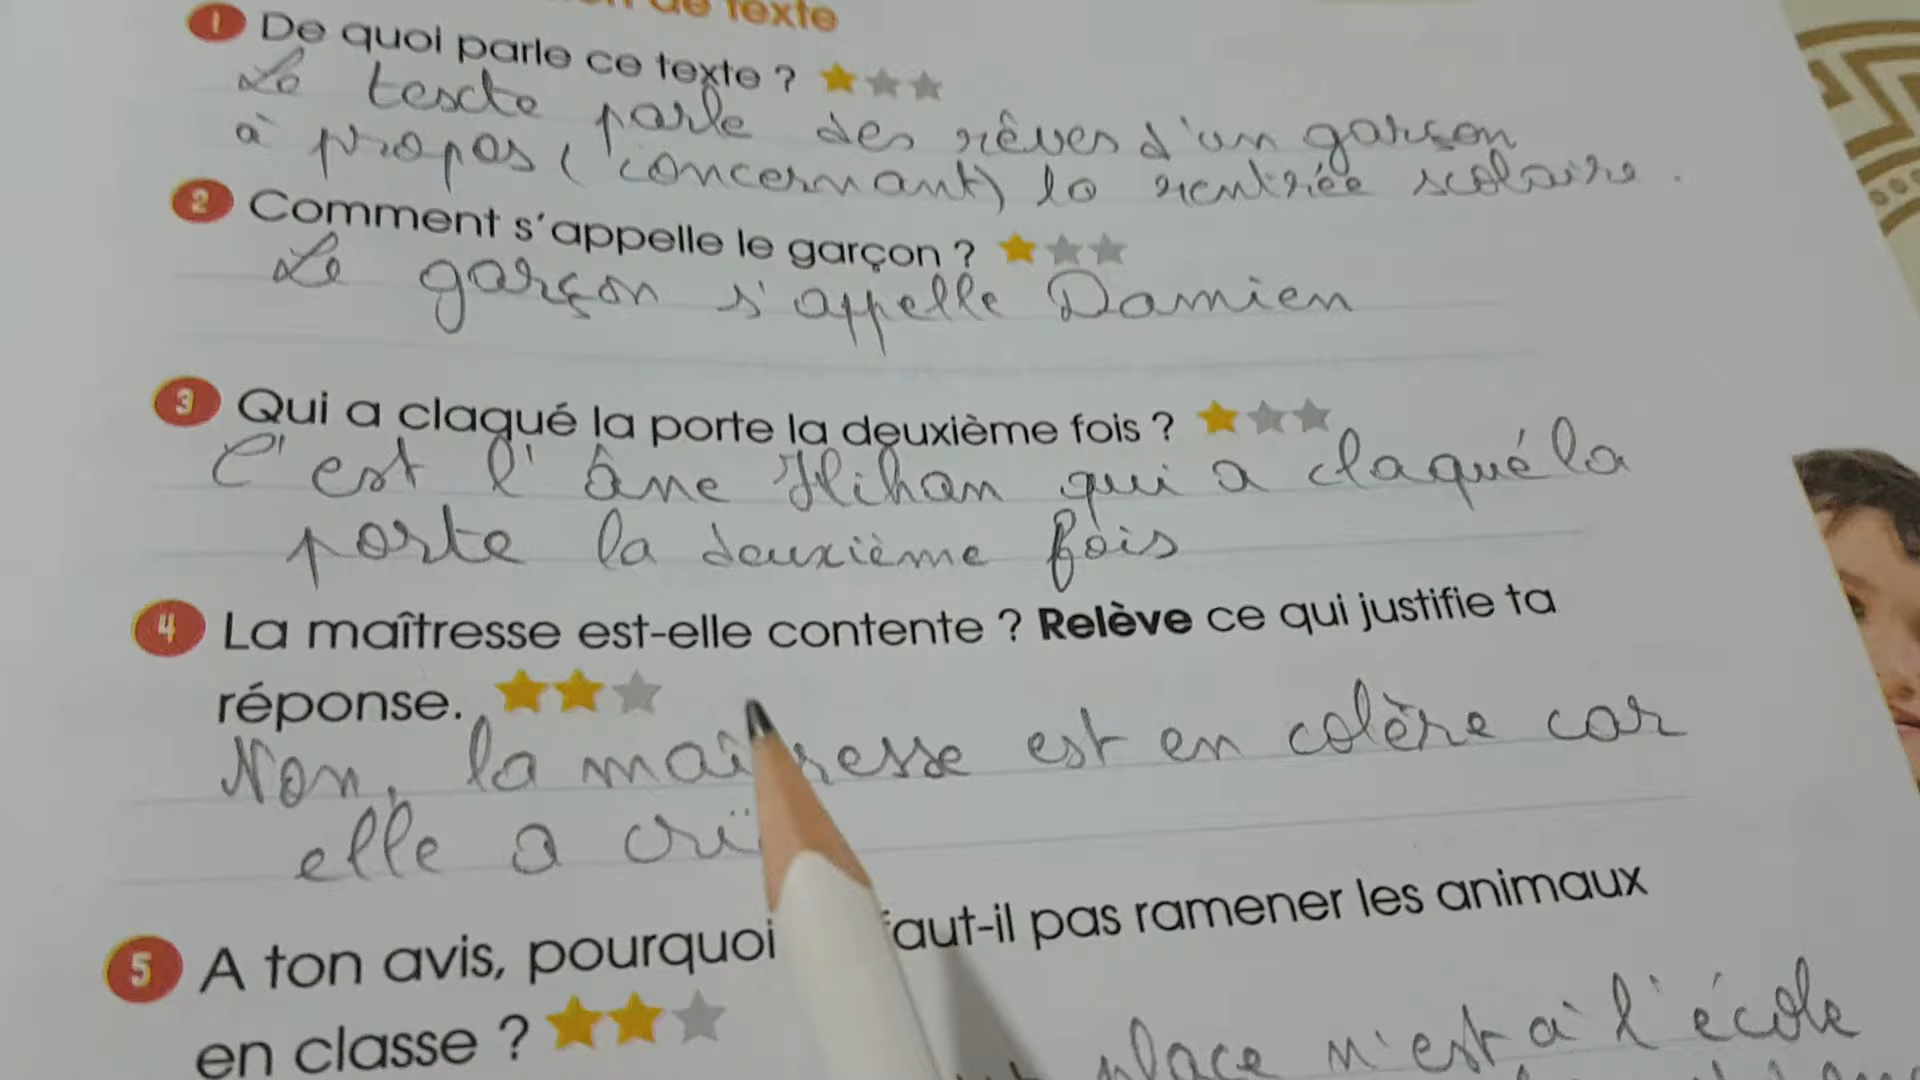 de texte
1 De quoi parle ce texte ?
Le texte parle des rêves d'un garçon
à propos (concernant) la rentrée scolaire.
2 Comment s'appelle le garçon ?
Le garçon s'appelle Damien
3 Qui a claqué la porte la deuxième fois ?
C'est l'âne Hihan qui a claqué la
porte la deuxième fois
4 La maîtresse est-elle contente ? Relève ce qui justifie ta
réponse.
Non, la maîtresse est en colère car
elle a
5 A ton avis, pourquoi faut-il pas ramener les animaux
en classe ?
place n'est à l'école